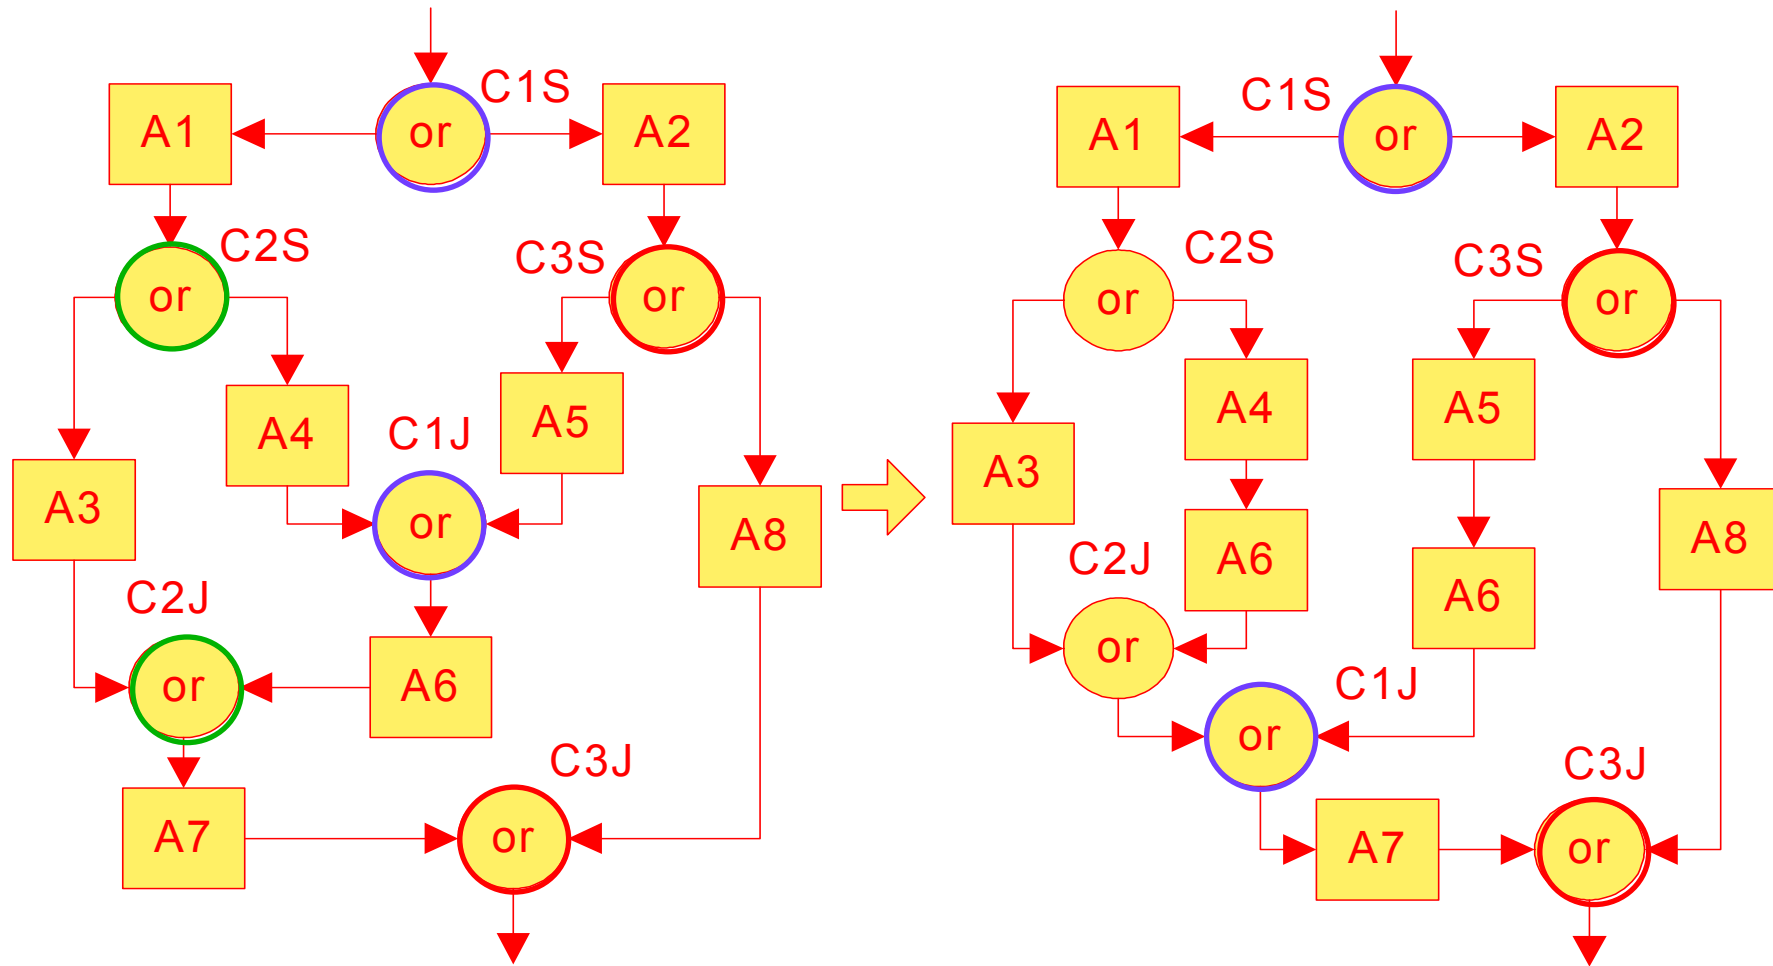 C1S
A1
or
A2
C2S
C3S
or
or
A4
C1J
A5
A3
or
A8
C2J
or
A6
C3J
A7
or
C1S
A1
or
A2
C2S
C3S
or
or
A4
A5
A3
A8
C2J
A6
A6
or
C1J
or
C3J
A7
or